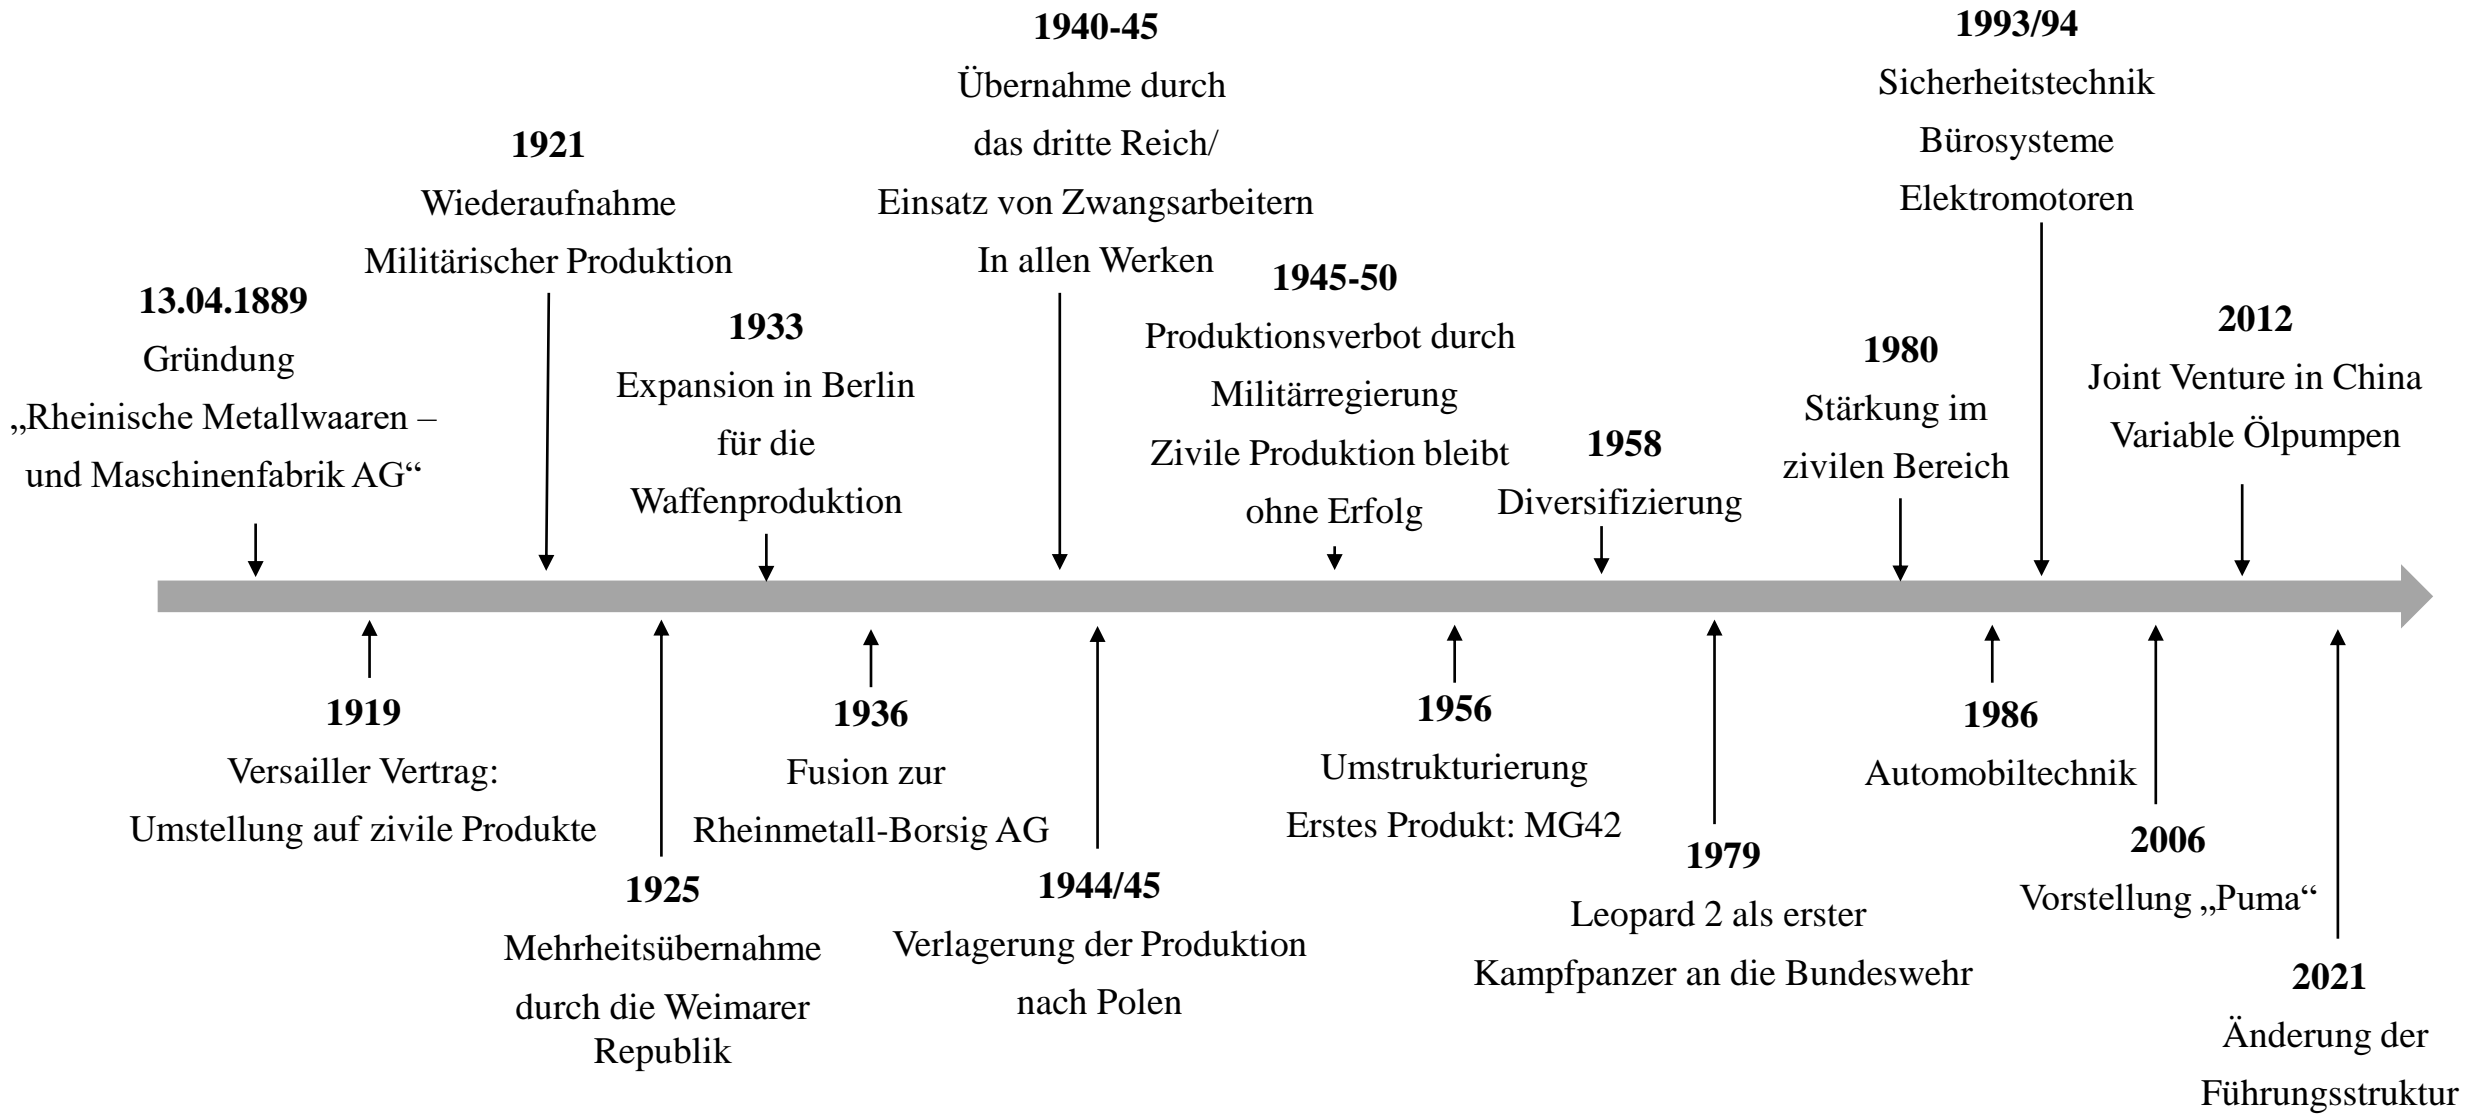 13.04.1889
Gründung
„Rheinische Metallwaaren –
und Maschinenfabrik AG“
1919
Versailler Vertrag:
Umstellung auf zivile Produkte
1921
Wiederaufnahme
Militärischer Produktion
1925
Mehrheitsübernahme
durch die Weimarer
Republik
1933
Expansion in Berlin
für die
Waffenproduktion
1936
Fusion zur
Rheinmetall-Borsig AG
1940-45
Übernahme durch
das dritte Reich/
Einsatz von Zwangsarbeitern
In allen Werken
1944/45
Verlagerung der Produktion
nach Polen
1945-50
Produktionsverbot durch
Militärregierung
Zivile Produktion bleibt
ohne Erfolg
1956
Umstrukturierung
Erstes Produkt: MG42
1958
Diversifizierung
1979
Leopard 2 als erster
Kampfpanzer an die Bundeswehr
1980
Stärkung im
zivilen Bereich
1986
Automobiltechnik
1993/94
Sicherheitstechnik
Bürosysteme
Elektromotoren
2006
Vorstellung „Puma“
2012
Joint Venture in China
Variable Ölpumpen
2021
Änderung der
Führungsstruktur